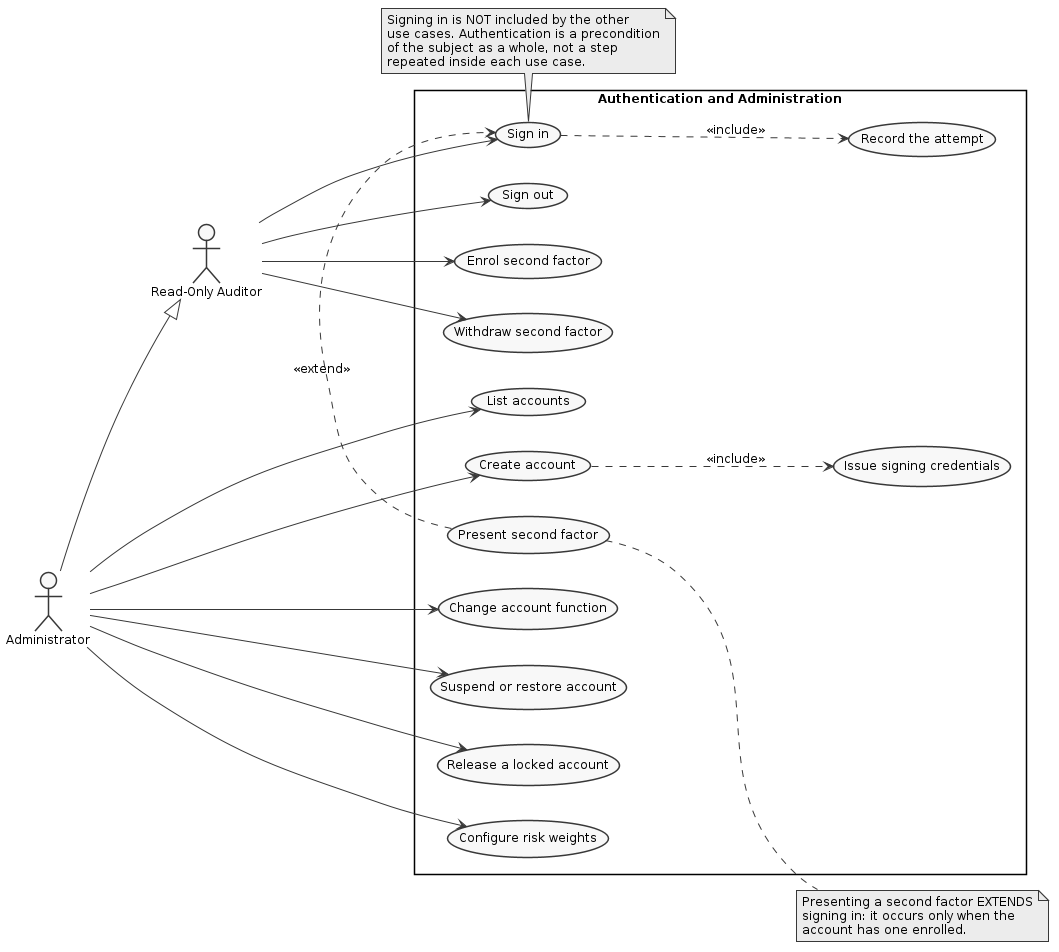 Signing in is NOT included by the other
use cases. Authentication is a precondition
of the subject as a whole, not a step
repeated inside each use case.
Authentication and Administration
Sign in
«include»
Record the attempt
Sign out
Read-Only Auditor
Enrol second factor
Withdraw second factor
«extend»
List accounts
Create account
«include»
Issue signing credentials
Present second factor
Administrator
Change account function
Suspend or restore account
Release a locked account
Configure risk weights
Presenting a second factor EXTENDS
signing in: it occurs only when the
account has one enrolled.